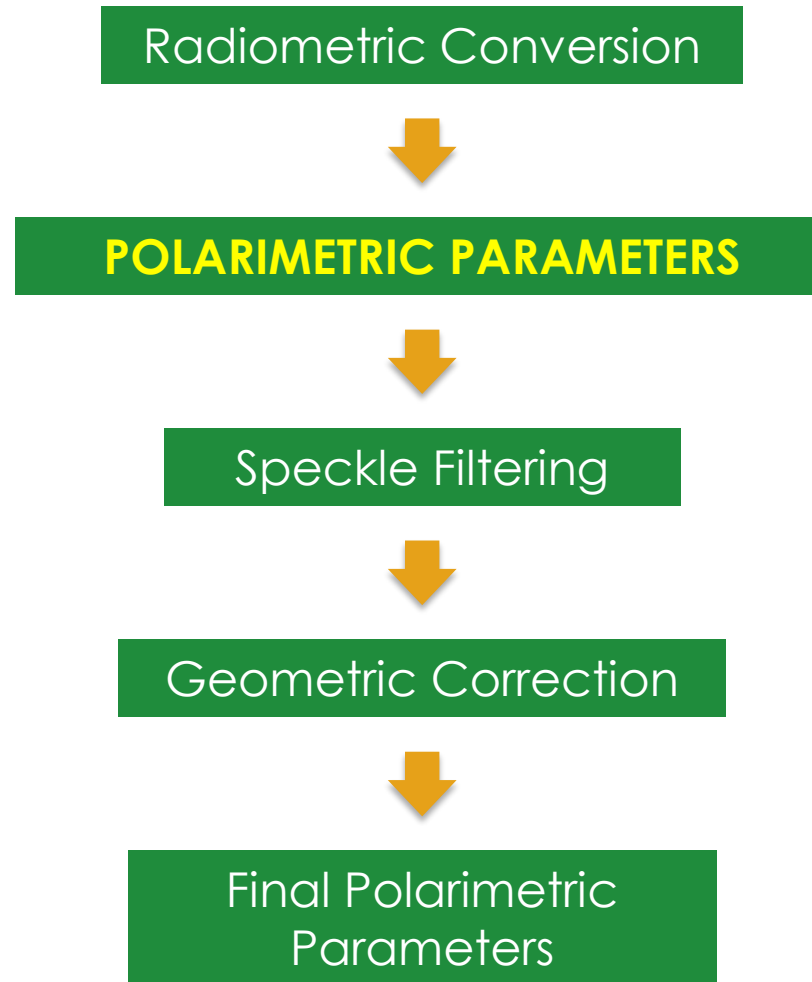 Radiometric Conversion
POLARIMETRIC PARAMETERS
Speckle Filtering
Geometric Correction
Final Polarimetric
Parameters